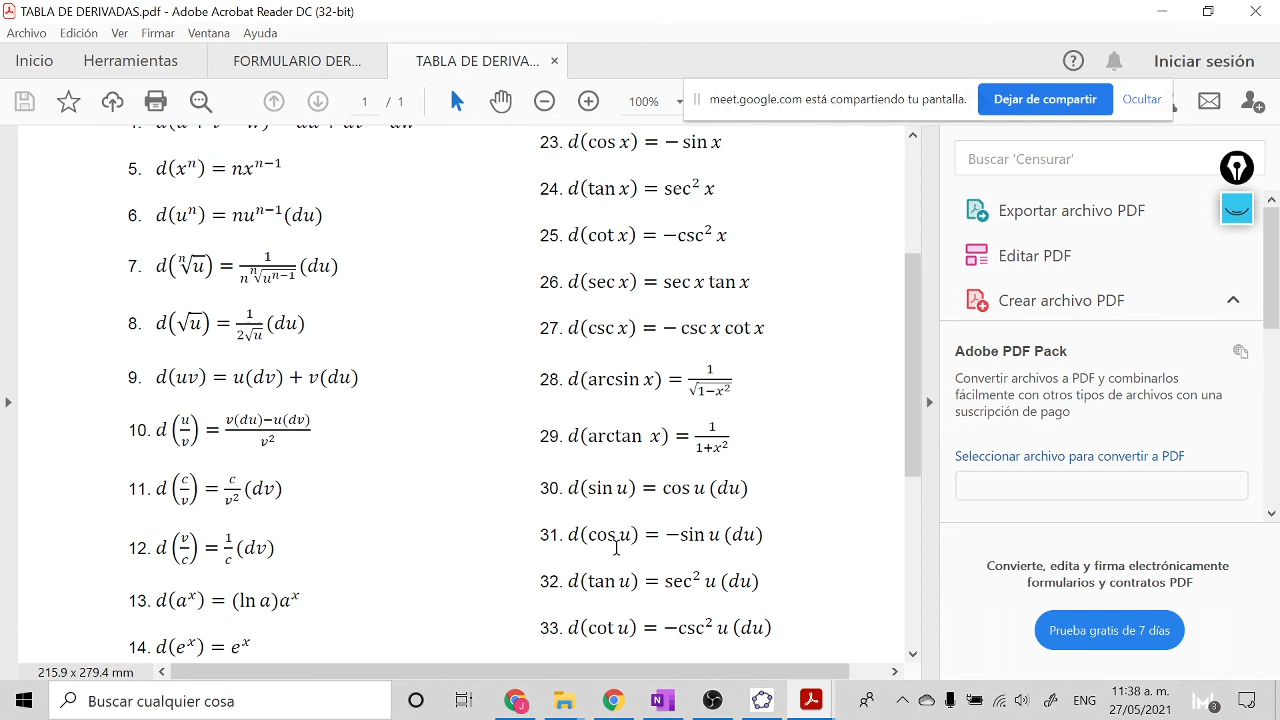 TABLA DE DERIVADAS.pdf - Adobe Acrobat Reader DC (32-bit)
Archivo Edición Ver Firmar Ventana Ayuda
Inicio Herramientas FORMULARIO DER... TABLA DE DERIVA... × Iniciar sesión
1 / 1 100% meet.google.com está compartiendo tu pantalla. Dejar de compartir Ocultar
5. d(xⁿ) = nxⁿ⁻¹
6. d(uⁿ) = nuⁿ⁻¹(du)
7. d(ⁿ√u) = 1/(n ⁿ√(uⁿ⁻¹)) (du)
8. d(√u) = 1/(2√u) (du)
9. d(uv) = u(dv) + v(du)
10. d(u/v) = (v(du)−u(dv))/v²
11. d(c/v) = c/v² (dv)
12. d(v/c) = 1/c (dv)
13. d(aˣ) = (ln a)aˣ
14. d(eˣ) = eˣ
23. d(cos x) = − sin x
24. d(tan x) = sec² x
25. d(cot x) = −csc² x
26. d(sec x) = sec x tan x
27. d(csc x) = − csc x cot x
28. d(arcsin x) = 1/√(1−x²)
29. d(arctan x) = 1/(1+x²)
30. d(sin u) = cos u (du)
31. d(cos u) = −sin u (du)
32. d(tan u) = sec² u (du)
33. d(cot u) = −csc² u (du)
215.9 x 279.4 mm
Buscar 'Censurar'
Exportar archivo PDF
Editar PDF
Crear archivo PDF
Adobe PDF Pack
Convertir archivos a PDF y combinarlos
fácilmente con otros tipos de archivos con una
suscripción de pago
Seleccionar archivo para convertir a PDF
Convierte, edita y firma electrónicamente
formularios y contratos PDF
Prueba gratis de 7 días
Buscar cualquier cosa
ENG
11:38 a. m.
27/05/2021
3